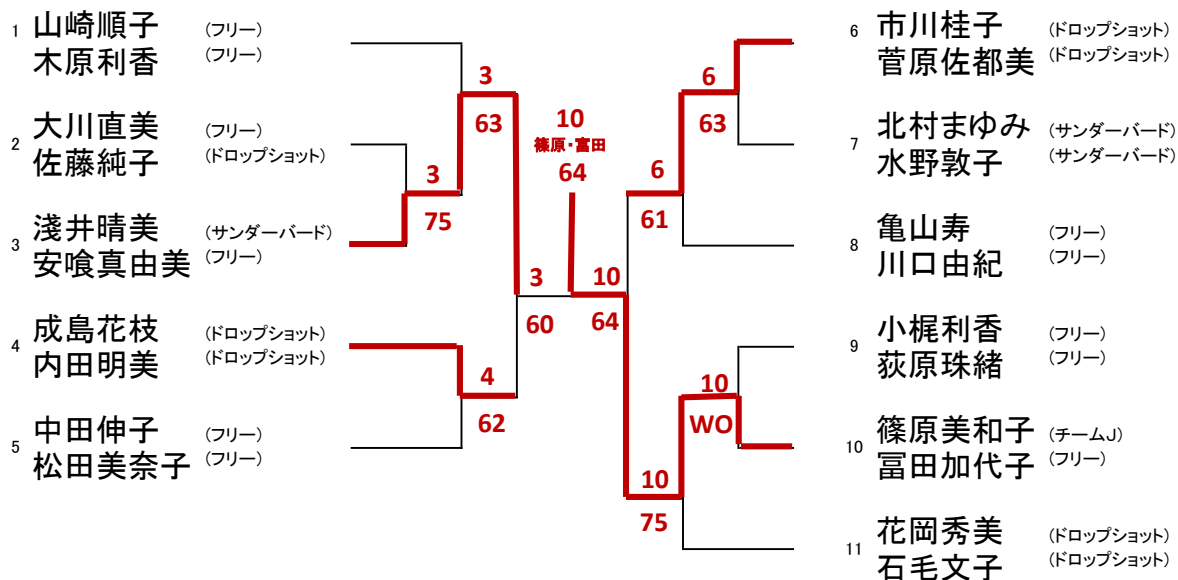 1 山崎順子 (フリー)
木原利香 (フリー)
2 大川直美 (フリー)
佐藤純子 (ドロップショット)
3 淺井晴美 (サンダーバード)
安喰真由美 (フリー)
4 成島花枝 (ドロップショット)
内田明美 (ドロップショット)
5 中田伸子 (フリー)
松田美奈子 (フリー)
3
63
3
75
4
62
3
60
10
篠原・富田
64
10
64
6
61
6
63
10
WO
10
75
6 市川桂子 (ドロップショット)
菅原佐都美 (ドロップショット)
7 北村まゆみ (サンダーバード)
水野敦子 (サンダーバード)
8 亀山寿 (フリー)
川口由紀 (フリー)
9 小梶利香 (フリー)
荻原珠緒 (フリー)
10 篠原美和子 (チームJ)
冨田加代子 (フリー)
11 花岡秀美 (ドロップショット)
石毛文子 (ドロップショット)